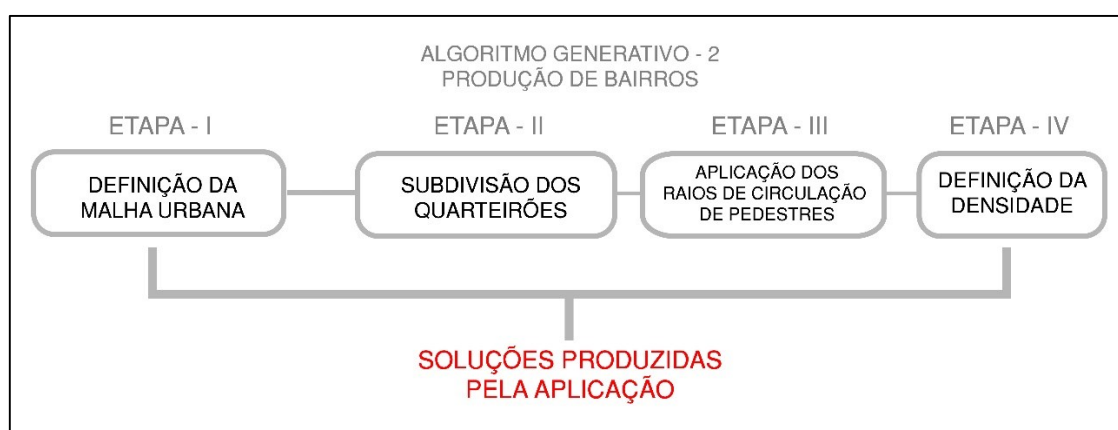 ALGORITMO GENERATIVO - 2
PRODUÇÃO DE BAIRROS
ETAPA - I
DEFINIÇÃO DA
MALHA URBANA
ETAPA - II
SUBDIVISÃO DOS
QUARTEIRÕES
ETAPA - III
APLICAÇÃO DOS
RAIOS DE CIRCULAÇÃO
DE PEDESTRES
ETAPA - IV
DEFINIÇÃO DA
DENSIDADE
SOLUÇÕES PRODUZIDAS
PELA APLICAÇÃO